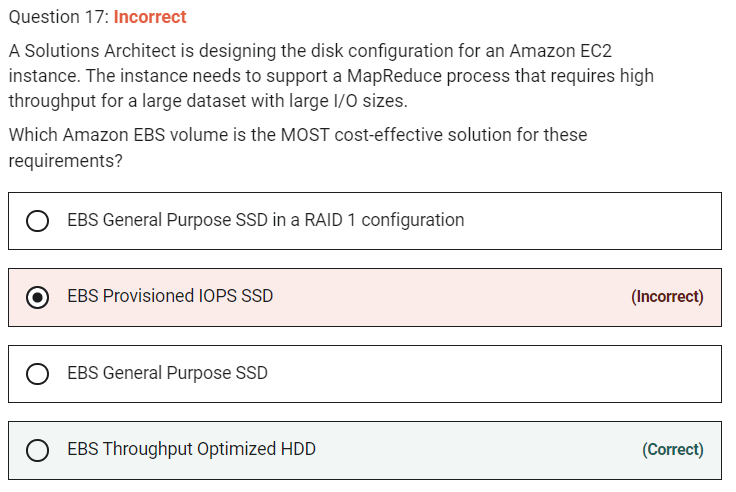 Question 17: Incorrect
A Solutions Architect is designing the disk configuration for an Amazon EC2
instance. The instance needs to support a MapReduce process that requires high
throughput for a large dataset with large I/O sizes.
Which Amazon EBS volume is the MOST cost-effective solution for these
requirements?
EBS General Purpose SSD in a RAID 1 configuration
EBS Provisioned IOPS SSD (Incorrect)
EBS General Purpose SSD
EBS Throughput Optimized HDD (Correct)